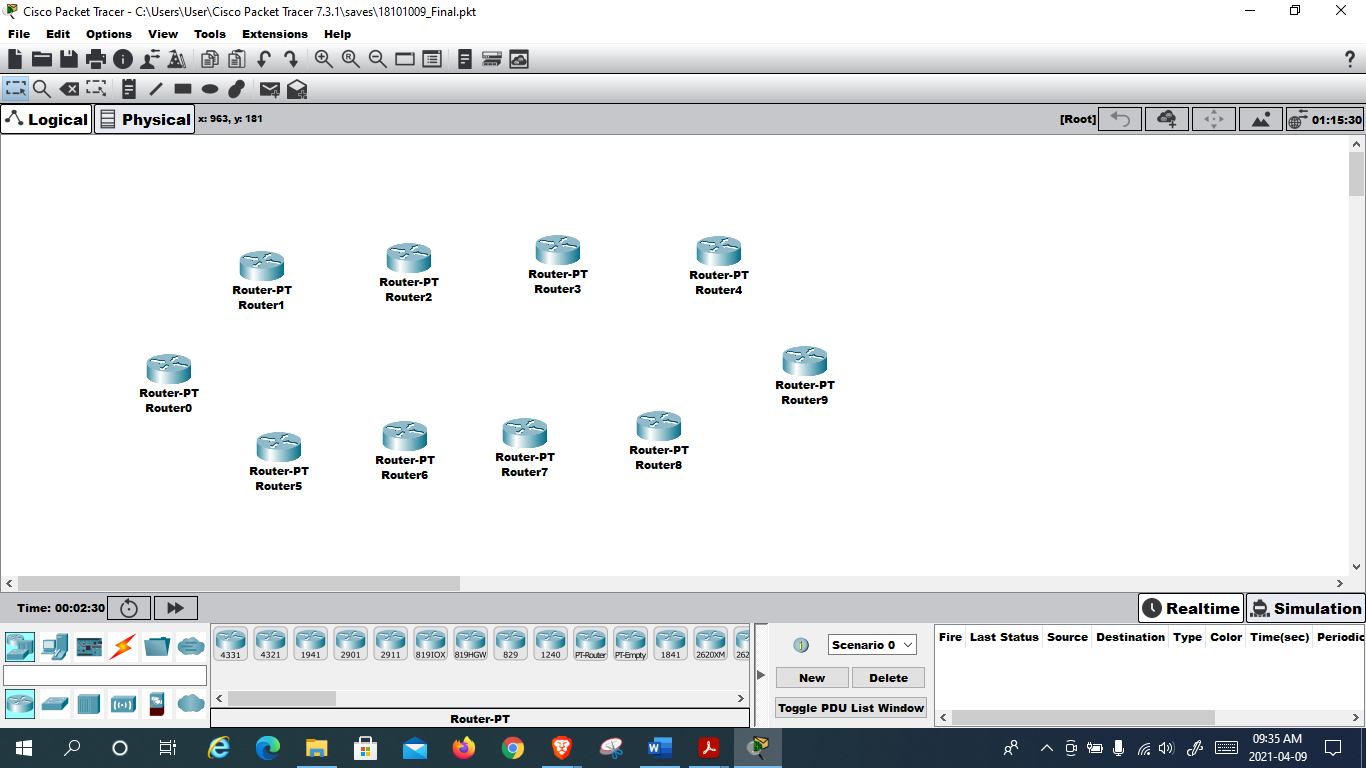 Cisco Packet Tracer - C:\Users\User\Cisco Packet Tracer 7.3.1\saves\18101009_Final.pkt
File Edit Options View Tools Extensions Help
R
?
Logical Physical x: 963, y: 181 [Root] 01:15:30
Router-PT
Router1
Router-PT
Router2
Router-PT
Router3
Router-PT
Router4
Router-PT
Router0
Router-PT
Router9
Router-PT
Router5
Router-PT
Router6
Router-PT
Router7
Router-PT
Router8
Time: 00:02:30 Realtime Simulation
4331 4321 1941 2901 2911 819IOX 819HGW 829 1240 PT-Router PT-Empty 1841 2620XM 262
Router-PT
Scenario 0
New Delete
Toggle PDU List Window
Fire Last Status Source Destination Type Color Time(sec) Periodic
09:35 AM
2021-04-09